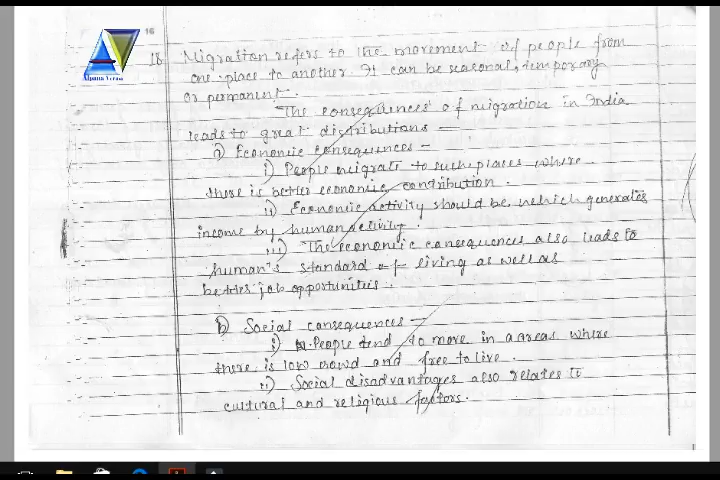 16
Alpana Verma
18 Migration refers to the movement of people from
one place to another. It can be seasonal, temporary
or permanent.
The consequences of migration in India
leads to great distributions —
a) Economic consequences -
i) People migrate to such places where
there is better economic contribution.
ii) Economic activity should be which generates
income by human activity.
iii) The economic consequences also leads to
human's standard of living as well as
better job opportunities.
b) Social consequences —
i) People tend to move in a areas where
there is low crowd and free to live.
ii) Social disadvantages also relates to
cultural and religious factors.